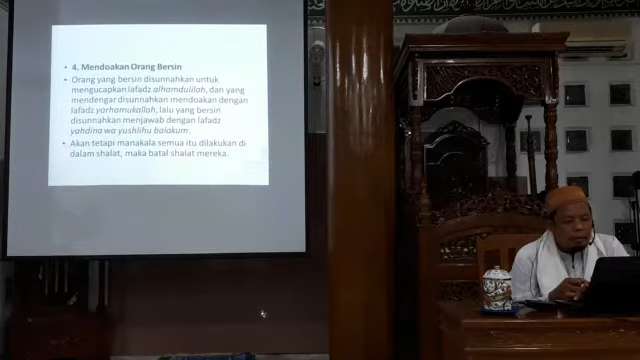 4. Mendoakan Orang Bersin
Orang yang bersin disunnahkan untuk
mengucapkan lafadz alhamdulilah, dan yang
mendengar disunnahkan mendoakan dengan
lafadz yarhamukallah, lalu yang bersin
disunnahkan menjawab dengan lafadz
yahdina wa yushlihu balakum.
Akan tetapi manakala semua itu dilakukan di
dalam shalat, maka batal shalat mereka.